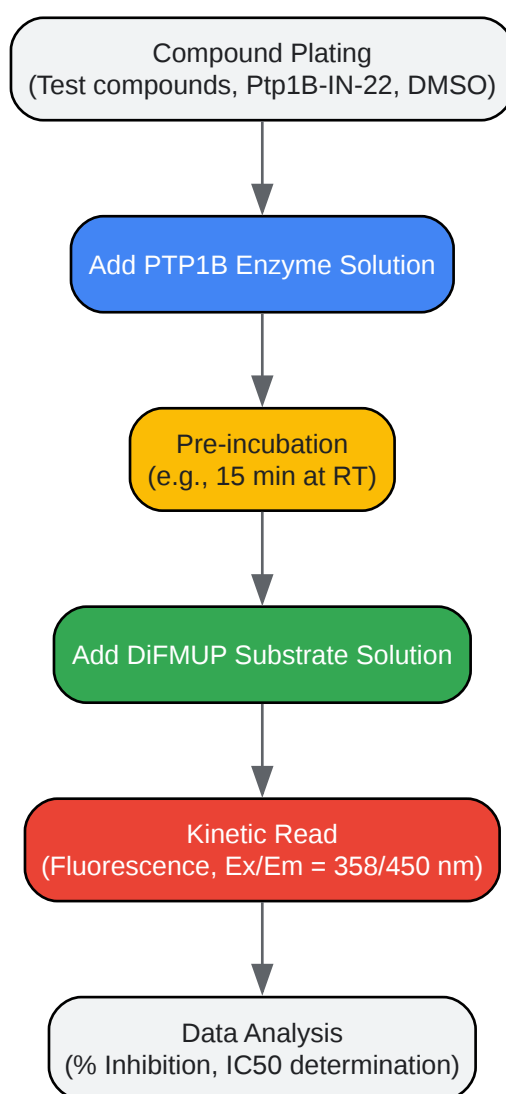 Compound Plating
(Test compounds, Ptp1B-IN-22, DMSO)
Add PTP1B Enzyme Solution
Pre-incubation
(e.g., 15 min at RT)
Add DiFMUP Substrate Solution
Kinetic Read
(Fluorescence, Ex/Em = 358/450 nm)
Data Analysis
(% Inhibition, IC50 determination)